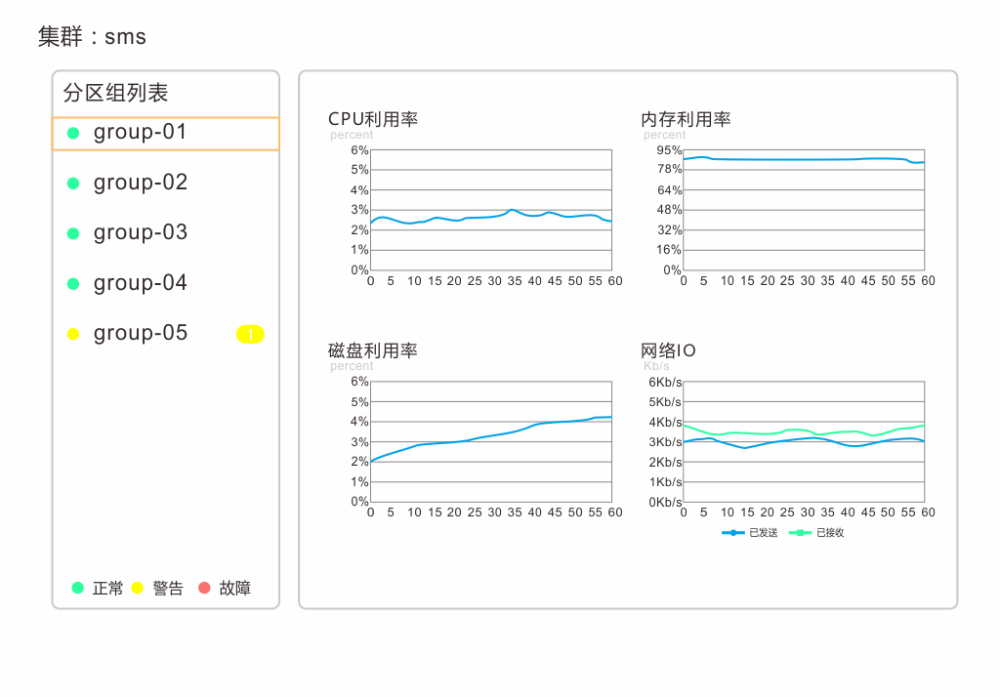 集群：sms
分区组列表
group-01
group-02
group-03
group-04
group-05 1
正常 警告 故障
CPU利用率
percent
6%
5%
4%
3%
2%
1%
0%
0 5 10 15 20 25 30 35 40 45 50 55 60
内存利用率
percent
95%
78%
64%
48%
32%
16%
0%
0 5 10 15 20 25 30 35 40 45 50 55 60
磁盘利用率
percent
6%
5%
4%
3%
2%
1%
0%
0 5 10 15 20 25 30 35 40 45 50 55 60
网络IO
Kb/s
6Kb/s
5Kb/s
4Kb/s
3Kb/s
2Kb/s
1Kb/s
0Kb/s
0 5 10 15 20 25 30 35 40 45 50 55 60
已发送 已接收